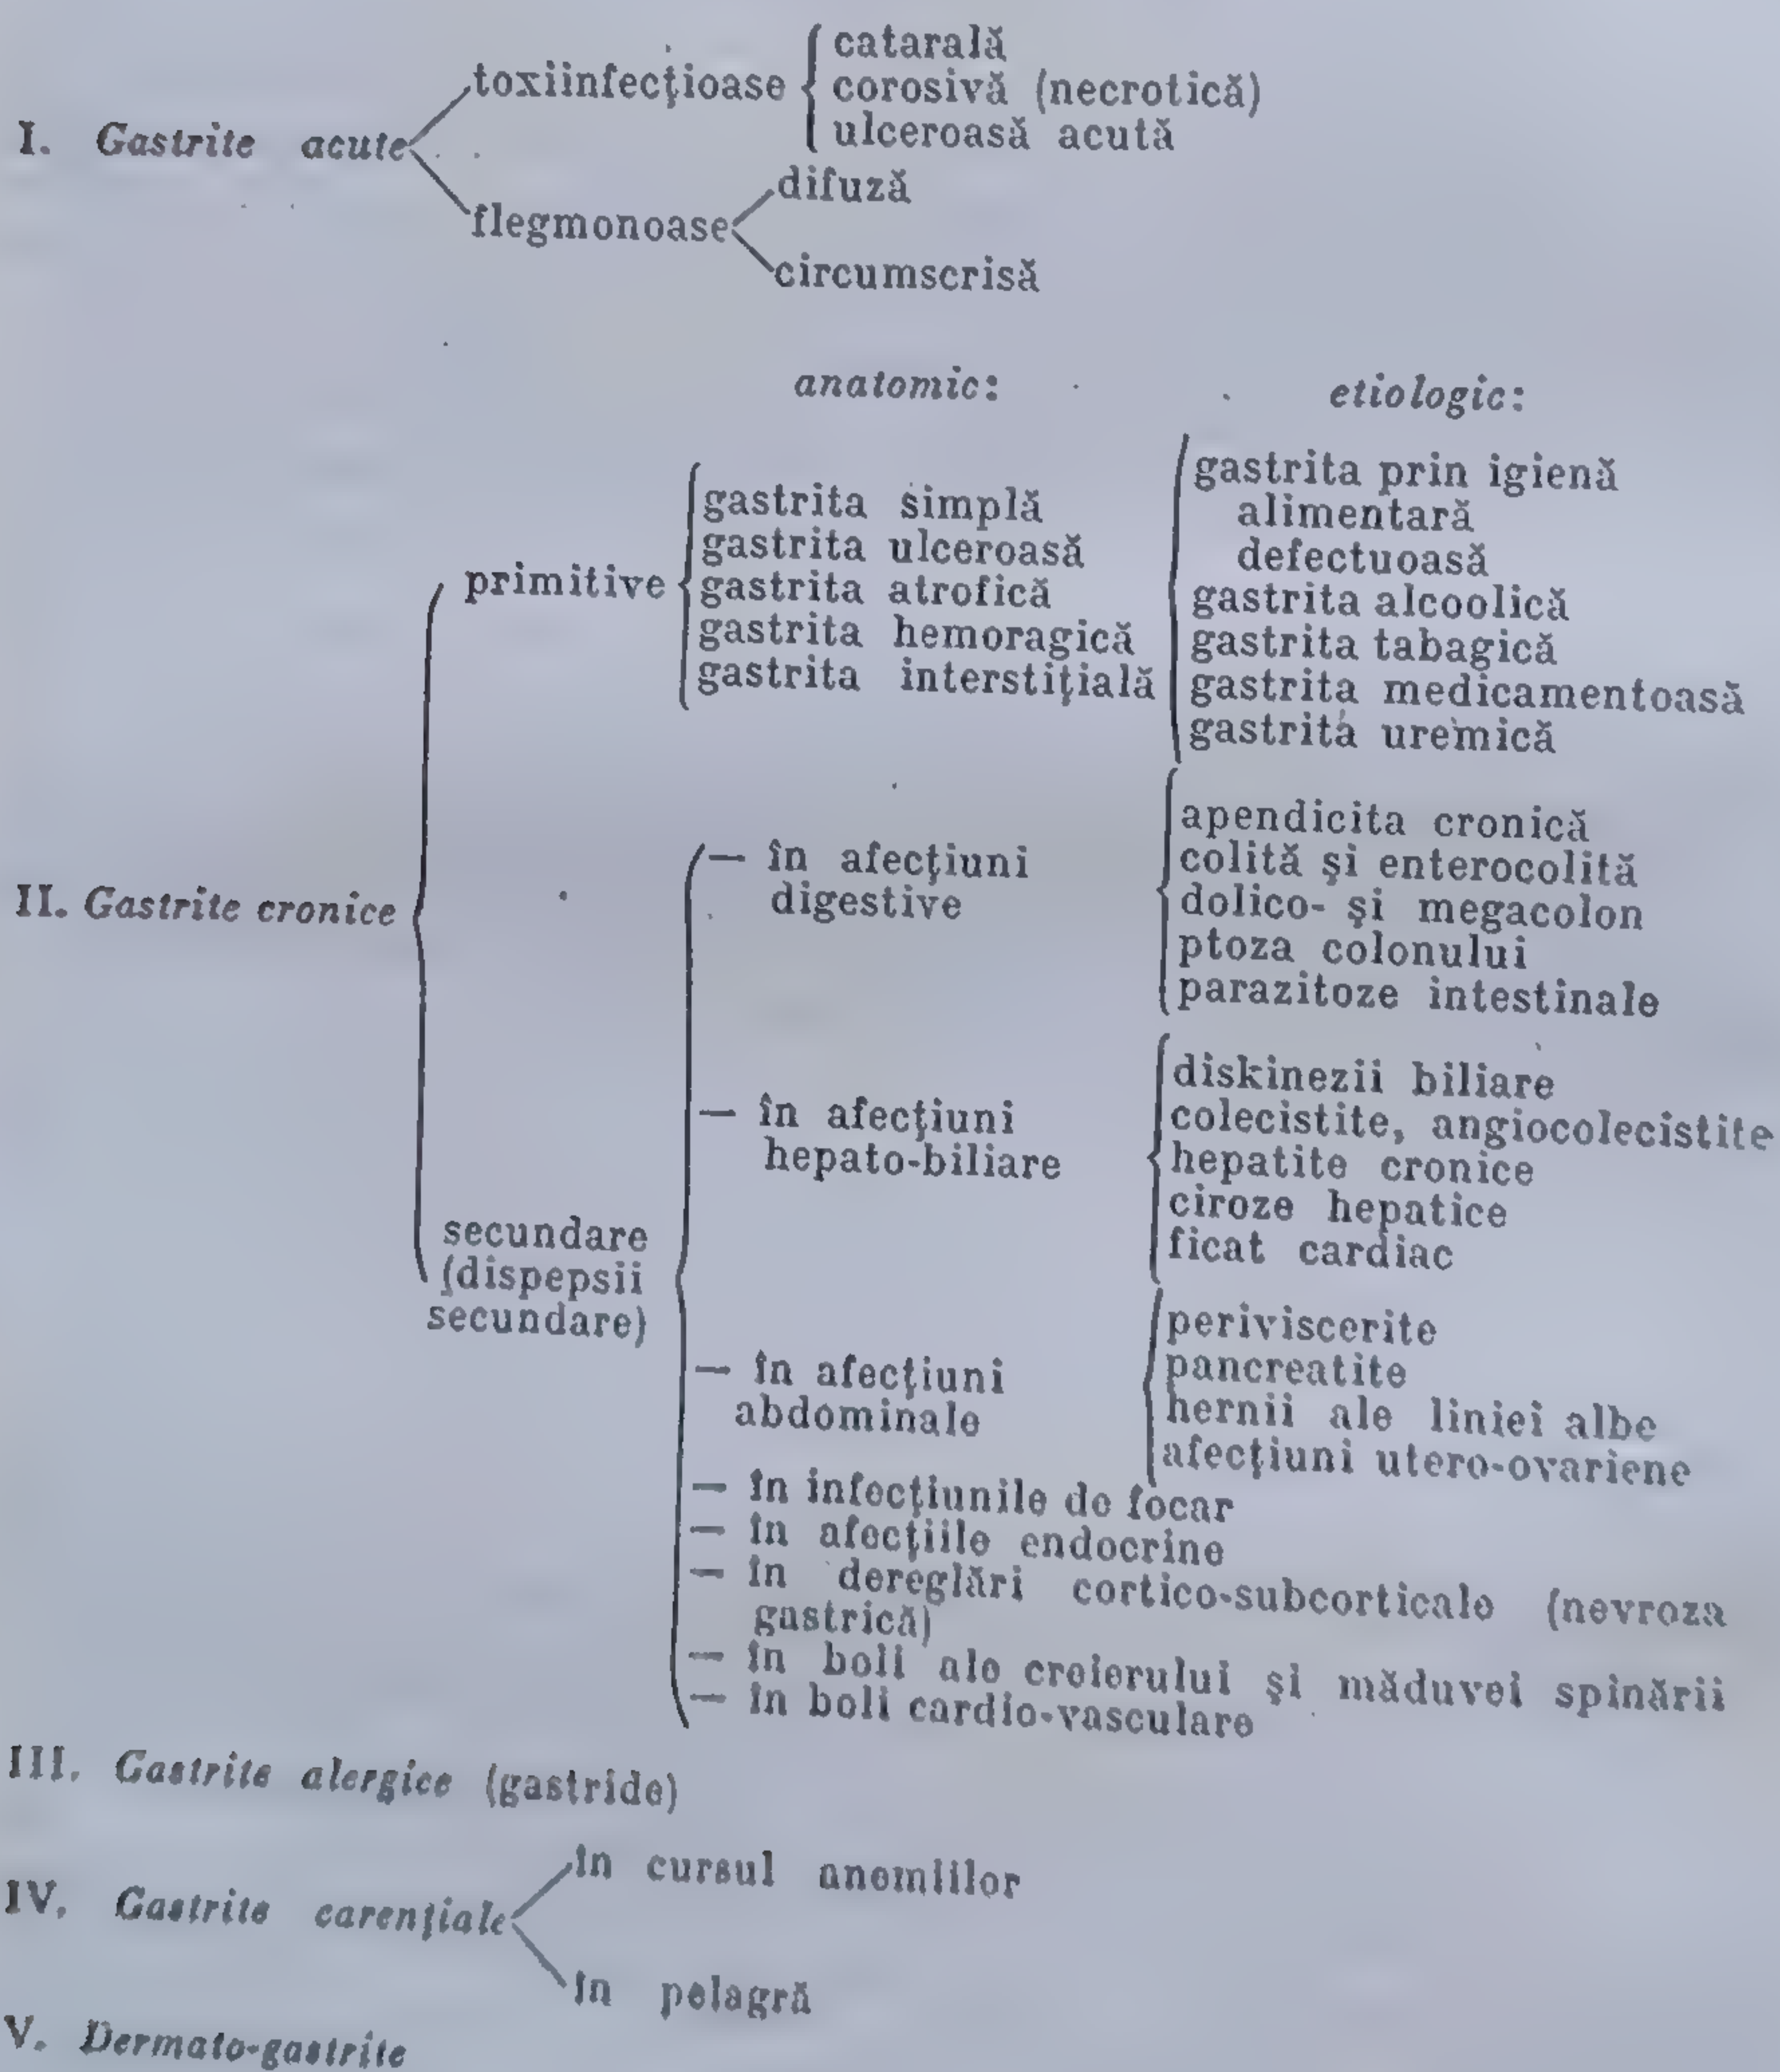 toxiinfecţioase
catarală
corosivă (necrotică)
ulceroasă acută
I. Gastrite acute
flegmonoase
difuză
circumscrisă
anatomic:
etiologic:
primitive
gastrita simplă
gastrita ulceroasă
gastrita atrofică
gastrita hemoragică
gastrita interstiţială
gastrita prin igienă
alimentară
defectuoasă
gastrita alcoolică
gastrita tabagică
gastrita medicamentoasă
gastrita uremică
II. Gastrite cronice
secundare
(dispepsii
secundare)
— în afecţiuni
digestive
apendicita cronică
colită şi enterocolită
dolico- şi megacolon
ptoza colonului
parazitoze intestinale
— în afecţiuni
hepato-biliare
diskinezii biliare
colecistite, angiocolecistite
hepatite cronice
ciroze hepatice
ficat cardiac
— în afecţiuni
abdominale
periviscerite
pancreatite
hernii ale liniei albe
afecţiuni utero-ovariene
— în infecţiunile de focar
— în afecţiile endocrine
— în dereglări cortico-subcorticale (nevroza
gastrică)
— în boli ale creierului şi măduvei spinării
— în boli cardio-vasculare
III. Gastrite alergice (gastride)
IV. Gastrite carenţiale
în cursul anemiilor
în pelagră
V. Dermato-gastrite